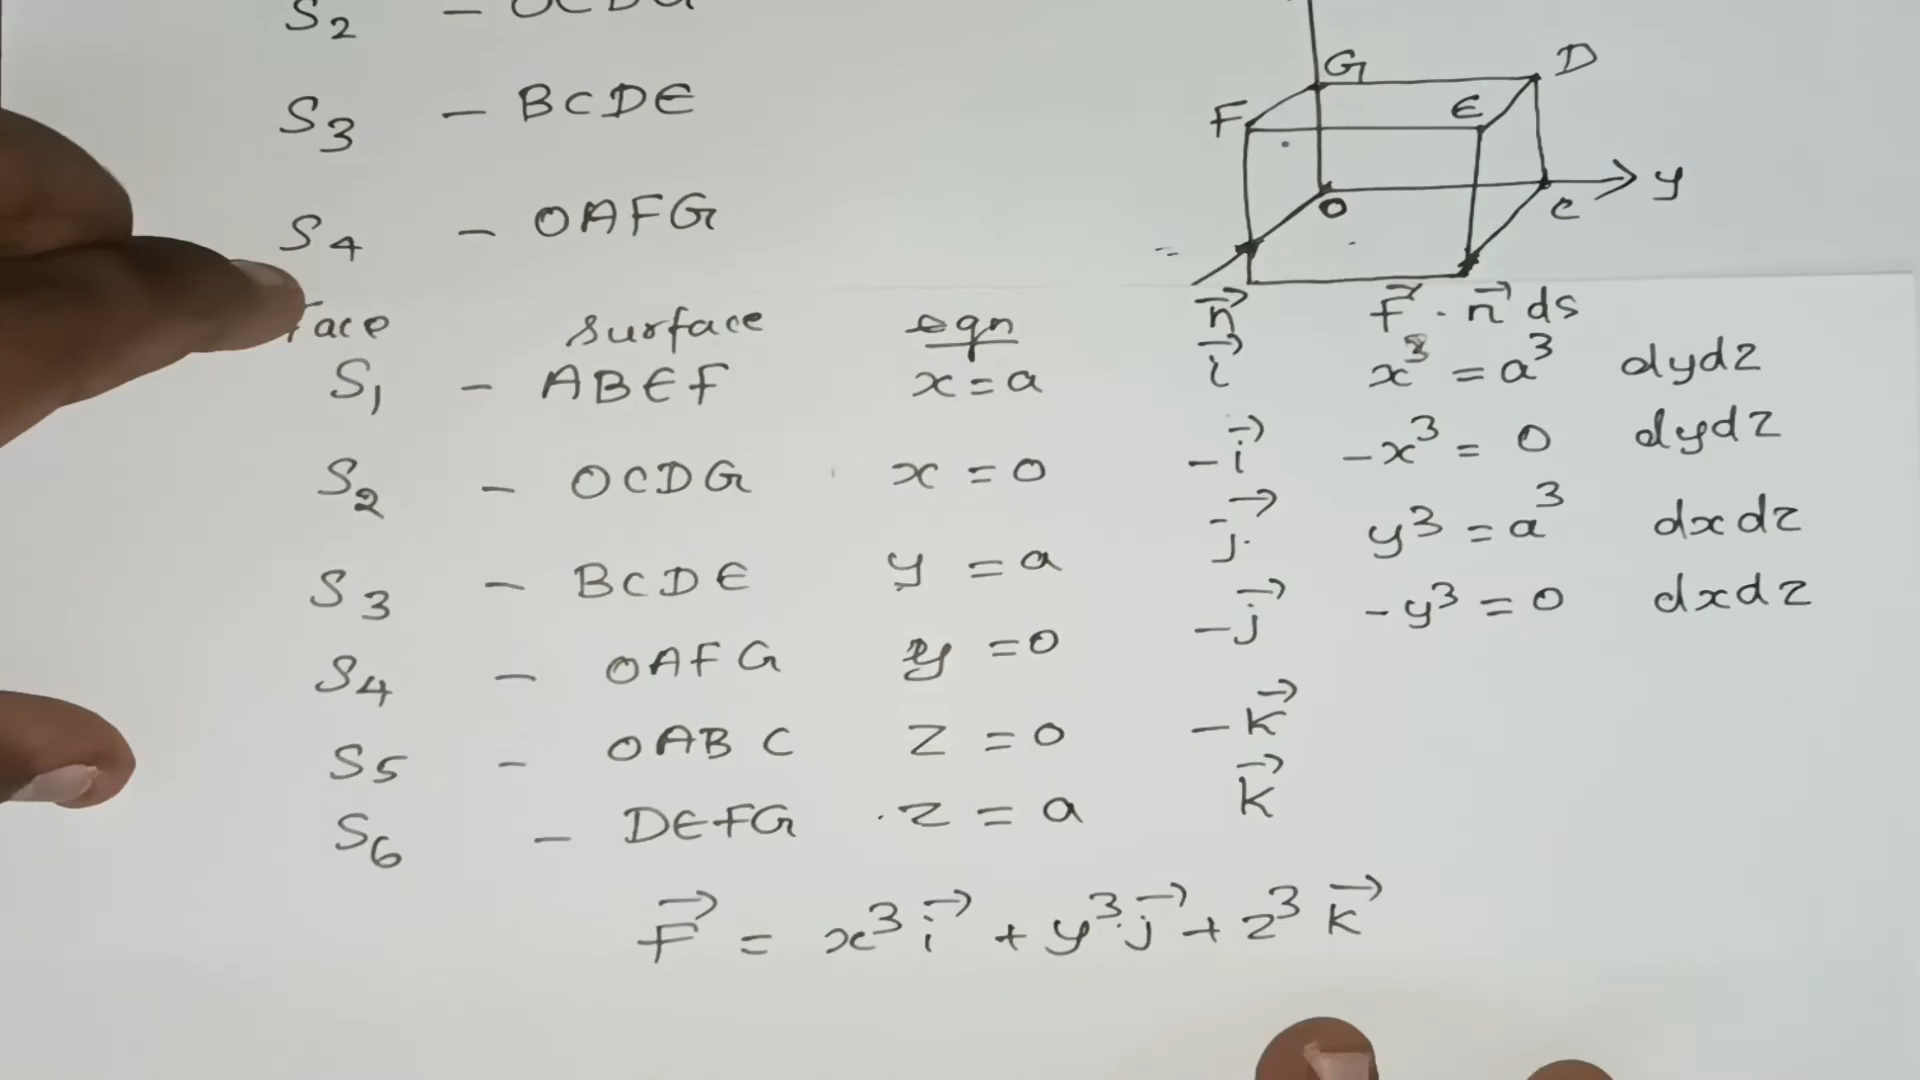 S2 - OCDG
S3 - BCDE
S4 - OAFG
G D
F E
O C y
Face surface eqn n⃗ F⃗ . n⃗ ds
S1 - ABEF x = a i⃗ x³ = a³ dydz
S2 - OCDG x = 0 -i⃗ -x³ = 0 dydz
S3 - BCDE y = a j⃗ y³ = a³ dxdz
S4 - OAFG y = 0 -j⃗ -y³ = 0 dxdz
S5 - OABC z = 0 -k⃗
S6 - DEFG z = a k⃗
F⃗ = x³ i⃗ + y³ j⃗ + z³ k⃗